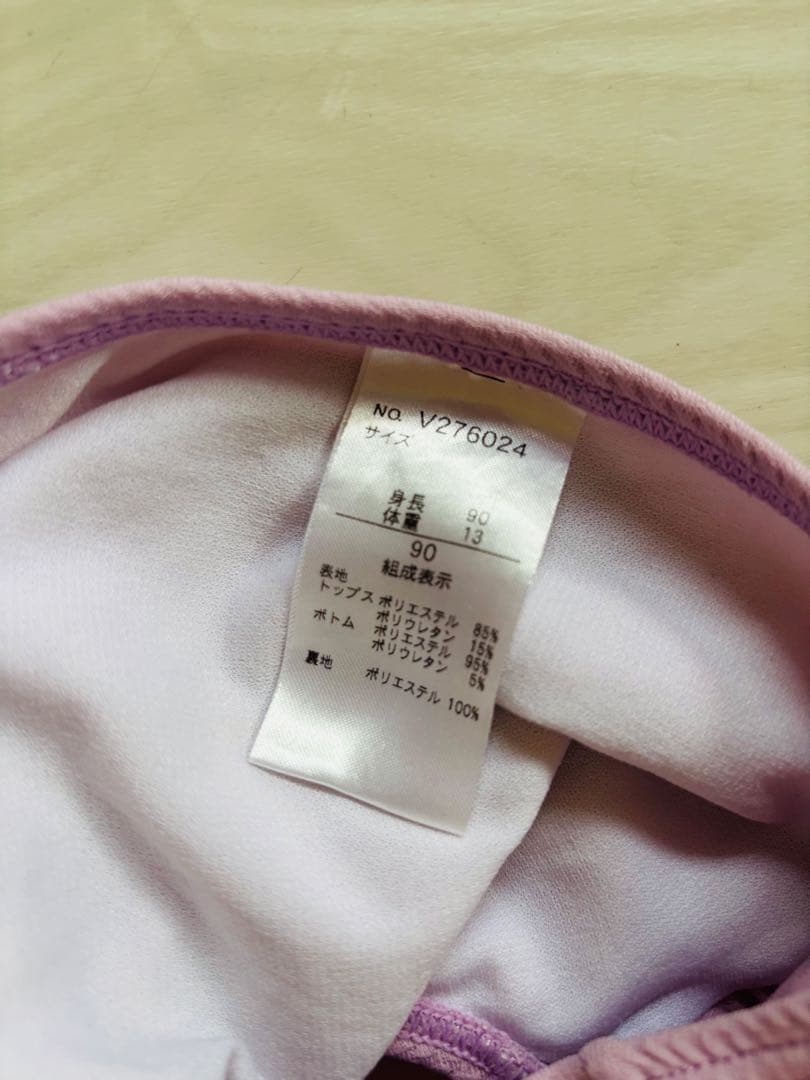 No. V276024
サイズ
身長 90
体重 13
90
組成表示
表地
トップス ポリエステル 85%
ポリウレタン 15%
ボトム ポリエステル 95%
ポリウレタン 5%
裏地 ポリエステル 100%